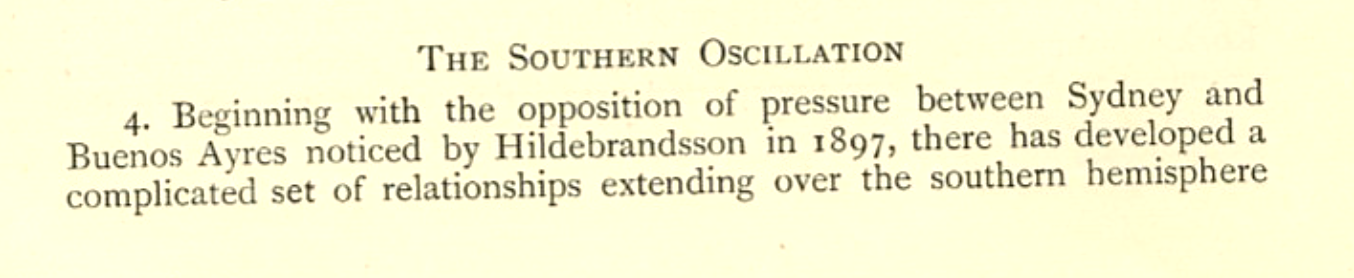 The Southern Oscillation
4. Beginning with the opposition of pressure between Sydney and
Buenos Ayres noticed by Hildebrandsson in 1897, there has developed a
complicated set of relationships extending over the southern hemisphere